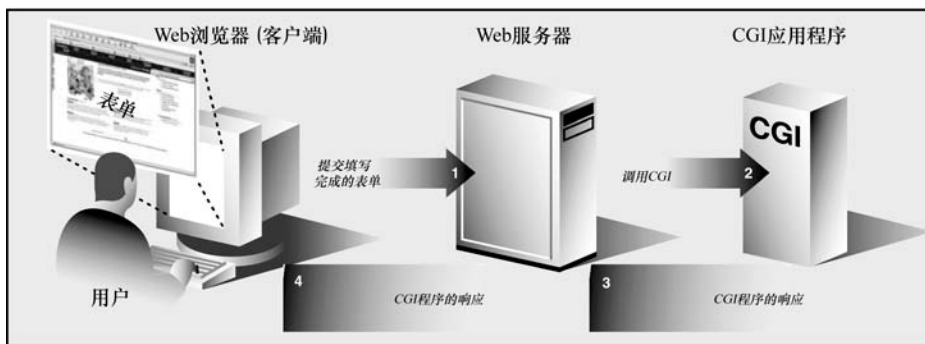 Web浏览器 (客户端)
Web服务器
CGI应用程序
表单
CGI
提交填写
完成的表单
1
调用CGI
2
4
CGI程序的响应
3
CGI程序的响应
用户